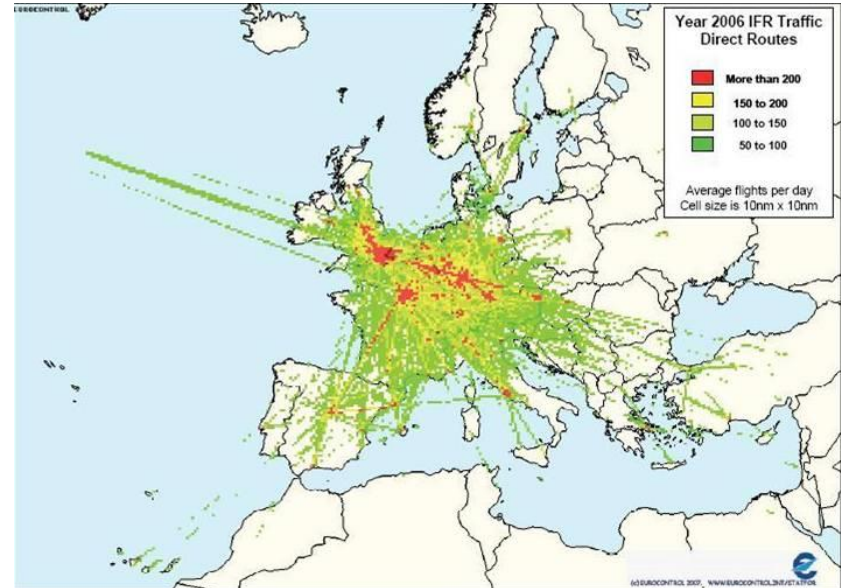 EUROCONTROL
Year 2006 IFR Traffic
Direct Routes
More than 200
150 to 200
100 to 150
50 to 100
Average flights per day
Cell size is 10nm x 10nm
(c) EUROCONTROL 2007, WWW.EUROCONTROL.INT/STATFOR